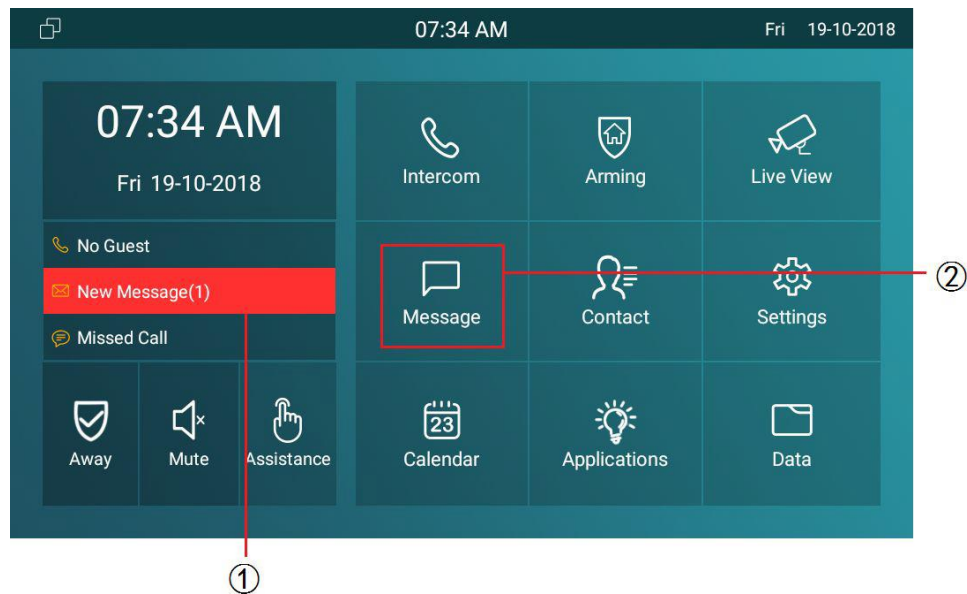 07:34 AM
Fri 19-10-2018
07:34 AM
Fri 19-10-2018
No Guest
New Message(1)
Missed Call
Away
Mute
Assistance
Intercom
Arming
Live View
Message
Contact
Settings
23
Calendar
Applications
Data
①
②